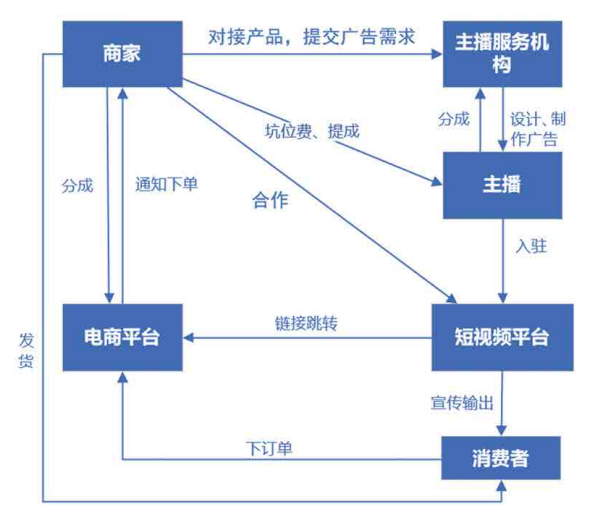 商家
对接产品，提交广告需求
主播服务机
构
坑位费、提成
分成
设计、制
作广告
主播
分成
通知下单
合作
入驻
电商平台
链接跳转
短视频平台
发
货
宣传输出
下订单
消费者